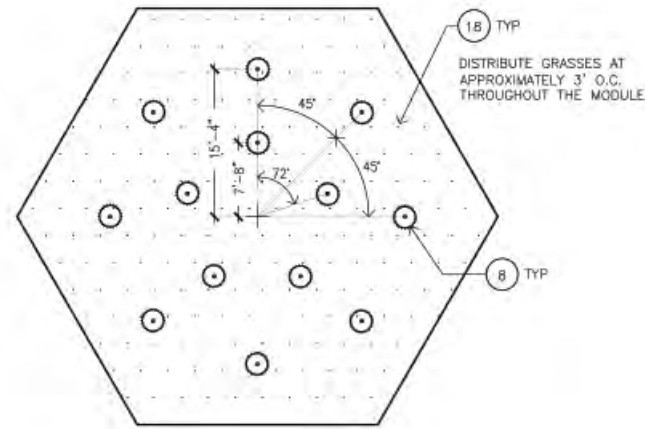 18 TYP
DISTRIBUTE GRASSES AT
APPROXIMATELY 3' O.C.
THROUGHOUT THE MODULE
45°
15'-4"
7'-8"
72°
45°
8 TYP